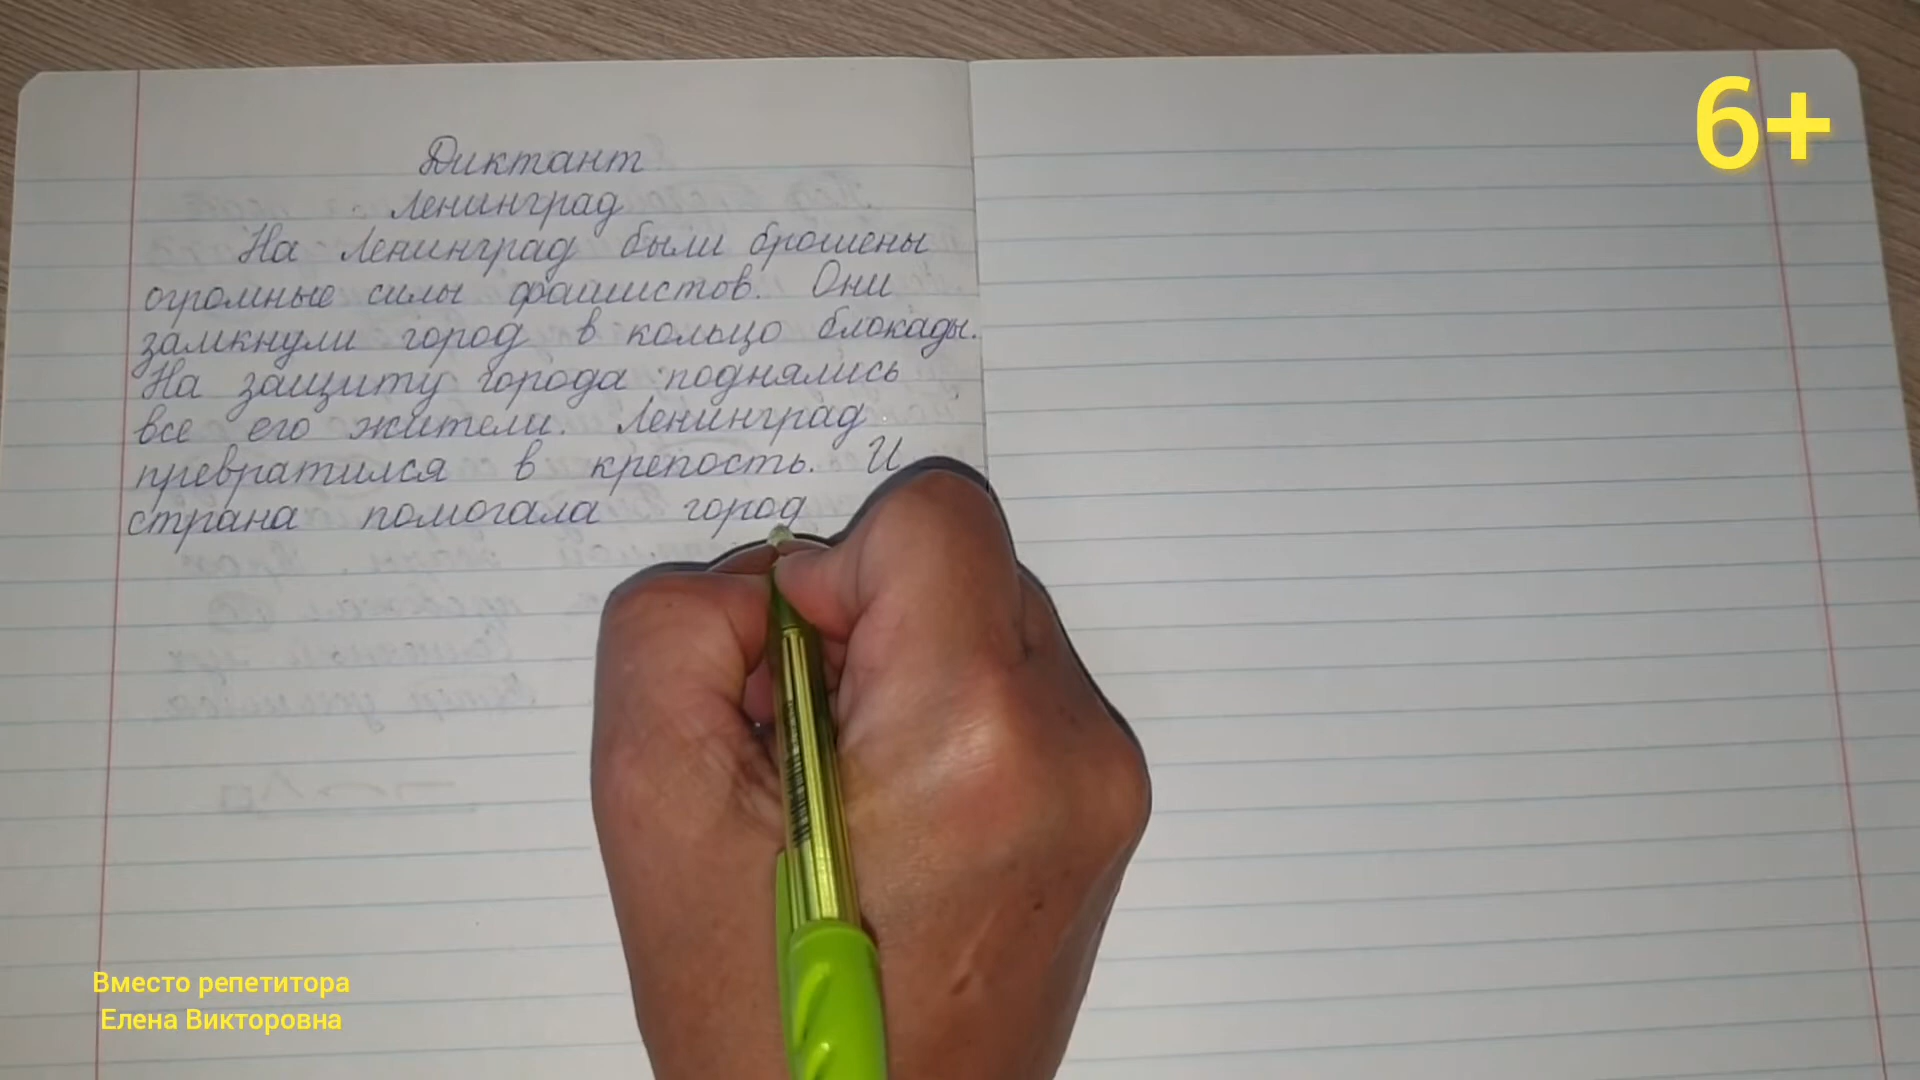 6+
Диктант
Ленинград
На Ленинград были брошены
огромные силы фашистов. Они
замкнули город в кольцо блокады.
На защиту города поднялись
все его жители. Ленинград
превратился в крепость. И
страна помогала город
Вместо репетитора
Елена Викторовна